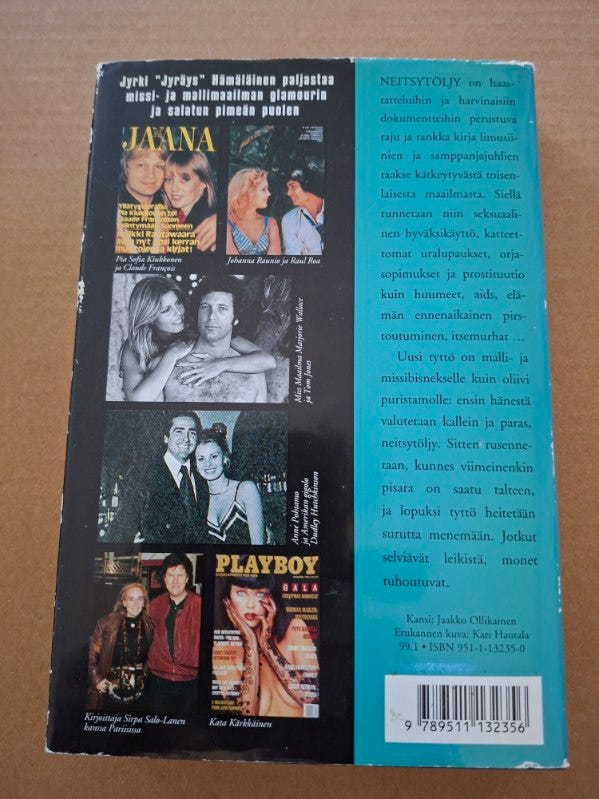 Jyrki "Jyräys" Hämäläinen paljastaa
missi- ja mallimaailman glamourin
ja salatun pimeän puolen
JAANA
Pia Sofia Kiukkonen
ja Claude François
Johanna Raunio ja Raul Roa
Miss Maailma Marjorie Wallace
ja Tom Jones
Anne Pohtamo
ja Amerikan gigolo
Dudley Hutchkinson
PLAYBOY
GALA
CHRISTMAS
NORMAN MAILER
Kirjoittaja Sirpa Salo-Lanen
kanssa Pariisissa
Kata Kärkkäinen
NEITSYTÖLJY on haas-
tatteluihin ja harvinaisiin
dokumentteihin perustuva
raju ja rankka kirja limusii-
nien ja samppanjajuhlien
taakse kätkeytyvästä toisen-
laisesta maailmasta. Siellä
tunnetaan niin seksuaali-
nen hyväksikäyttö, katteet-
tomat uralupaukset, orja-
sopimukset ja prostituutio
kuin huumeet, aids, elä-
män ennenaikainen pirs-
toutuminen, itsemurhat ...
Uusi tyttö on malli- ja
missibisnekselle kuin oliivi
puristamolle: ensin hänestä
valutetaan kallein ja paras,
neitsytöljy. Sitten rusenne-
taan, kunnes viimeinenkin
pisara on saatu talteen,
ja lopuksi tyttö heitetään
surutta menemään. Jotkut
selviävät leikistä, monet
tuhoutuvat.
Kansi: Jaakko Ollikainen
Etukannen kuva: Kari Hautala
99.1 • ISBN 951-1-13235-0
9 789511 132356